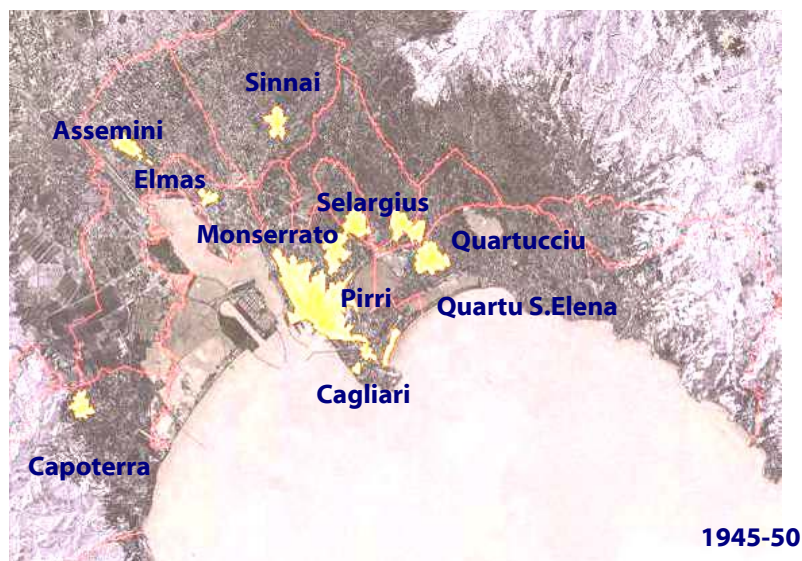 Sinnai
Assemini
Elmas
Selargius
Monserrato
Quartucciu
Pirri
Quartu S.Elena
Cagliari
Capoterra
1945-50